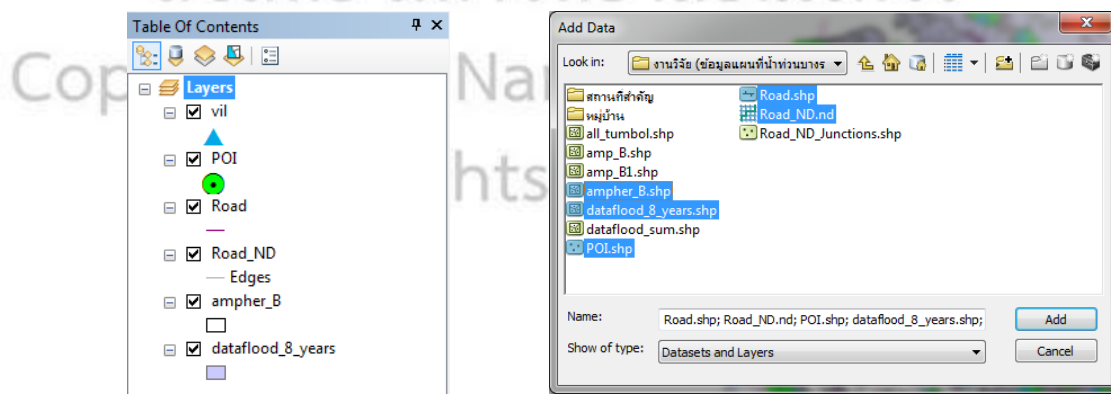 Table Of Contents
Layers
vil
POI
Road
Road_ND
Edges
ampher_B
dataflood_8_years
Add Data
Look in: งานวิจัย (ข้อมูลแผนที่น้ำท่วมบางร
สถานที่สำคัญ
หมู่บ้าน
all_tumbol.shp
amp_B.shp
amp_B1.shp
ampher_B.shp
dataflood_8_years.shp
dataflood_sum.shp
POI.shp
Road.shp
Road_ND.nd
Road_ND_Junctions.shp
Name: Road.shp; Road_ND.nd; POI.shp; dataflood_8_years.shp;
Add
Show of type: Datasets and Layers
Cancel
Cop
Na
hts